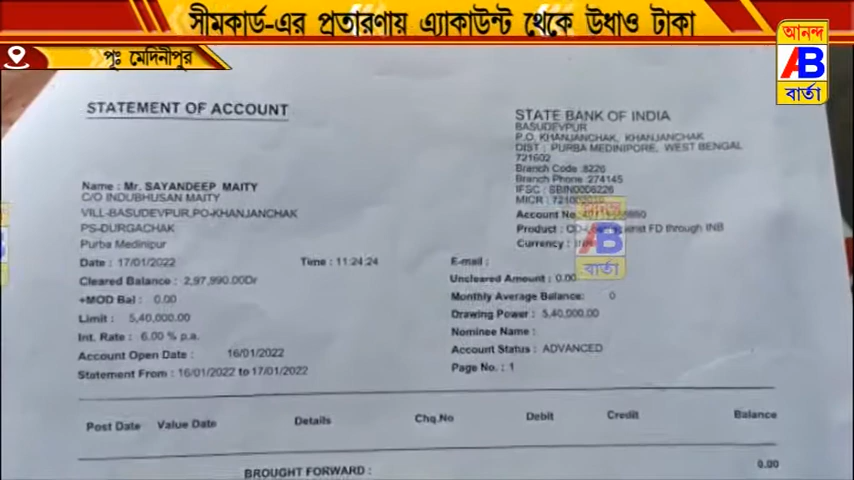 সীমকার্ড-এর প্রতারণায় এ্যাকাউন্ট থেকে উধাও টাকা
পূঃ মেদিনীপুর
আনন্দ
AB
বার্তা
STATEMENT OF ACCOUNT
STATE BANK OF INDIA
BASUDEVPUR
P.O. KHANJANCHAK, KHANJANCHAK
DIST : PURBA MEDINIPORE, WEST BENGAL
721602
Branch Code :8226
Branch Phone :274145
IFSC : SBIN0008226
MICR :
Account No.
Product : FD through INB
Currency :
Name : Mr. SAYANDEEP MAITY
C/O INDUBHUSAN MAITY
VILL-BASUDEVPUR,PO-KHANJANCHAK
PS-DURGACHAK
Purba Medinipur
Date : 17/01/2022 Time : 11:24:24 E-mail :
Cleared Balance : 2,97,990.00Dr Uncleared Amount : 0.00
+MOD Bal : 0.00 Monthly Average Balance: 0
Limit : 5,40,000.00 Drawing Power : 5,40,000.00
Int. Rate : 6.00 % p.a. Nominee Name :
Account Open Date : 16/01/2022 Account Status : ADVANCED
Statement From : 16/01/2022 to 17/01/2022 Page No. : 1
Post Date Value Date Details Chq.No Debit Credit Balance
BROUGHT FORWARD : 0.00
আনন্দ
AB
বার্তা